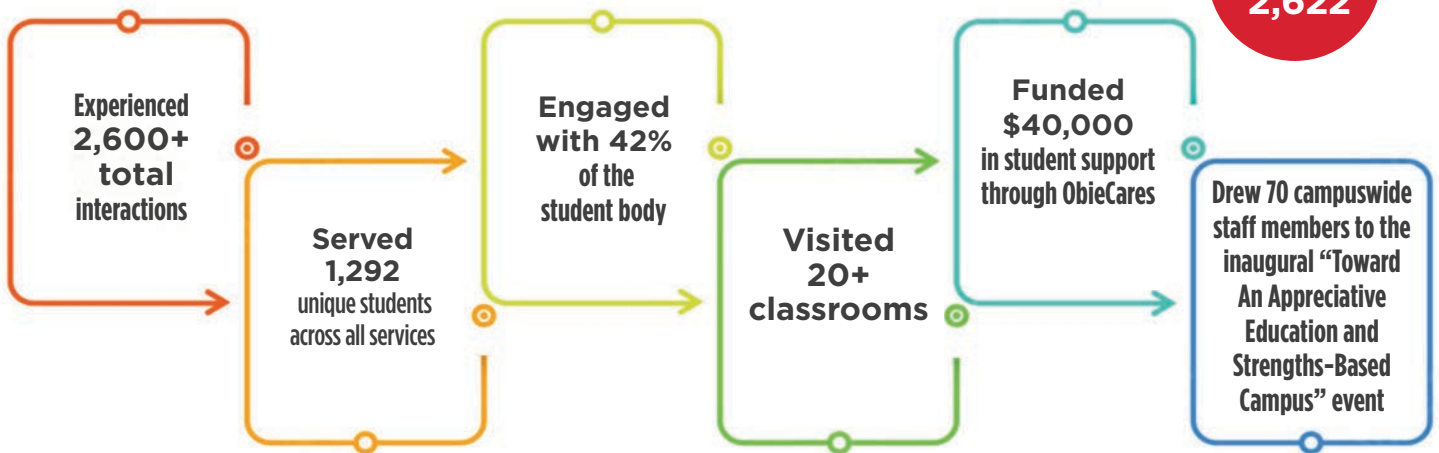 2,622
Experienced
2,600+
total
interactions
Served
1,292
unique students
across all services
Engaged
with 42%
of the
student body
Visited
20+
classrooms
Funded
$40,000
in student support
through ObieCares
Drew 70 campuswide
staff members to the
inaugural “Toward
An Appreciative
Education and
Strengths-Based
Campus” event